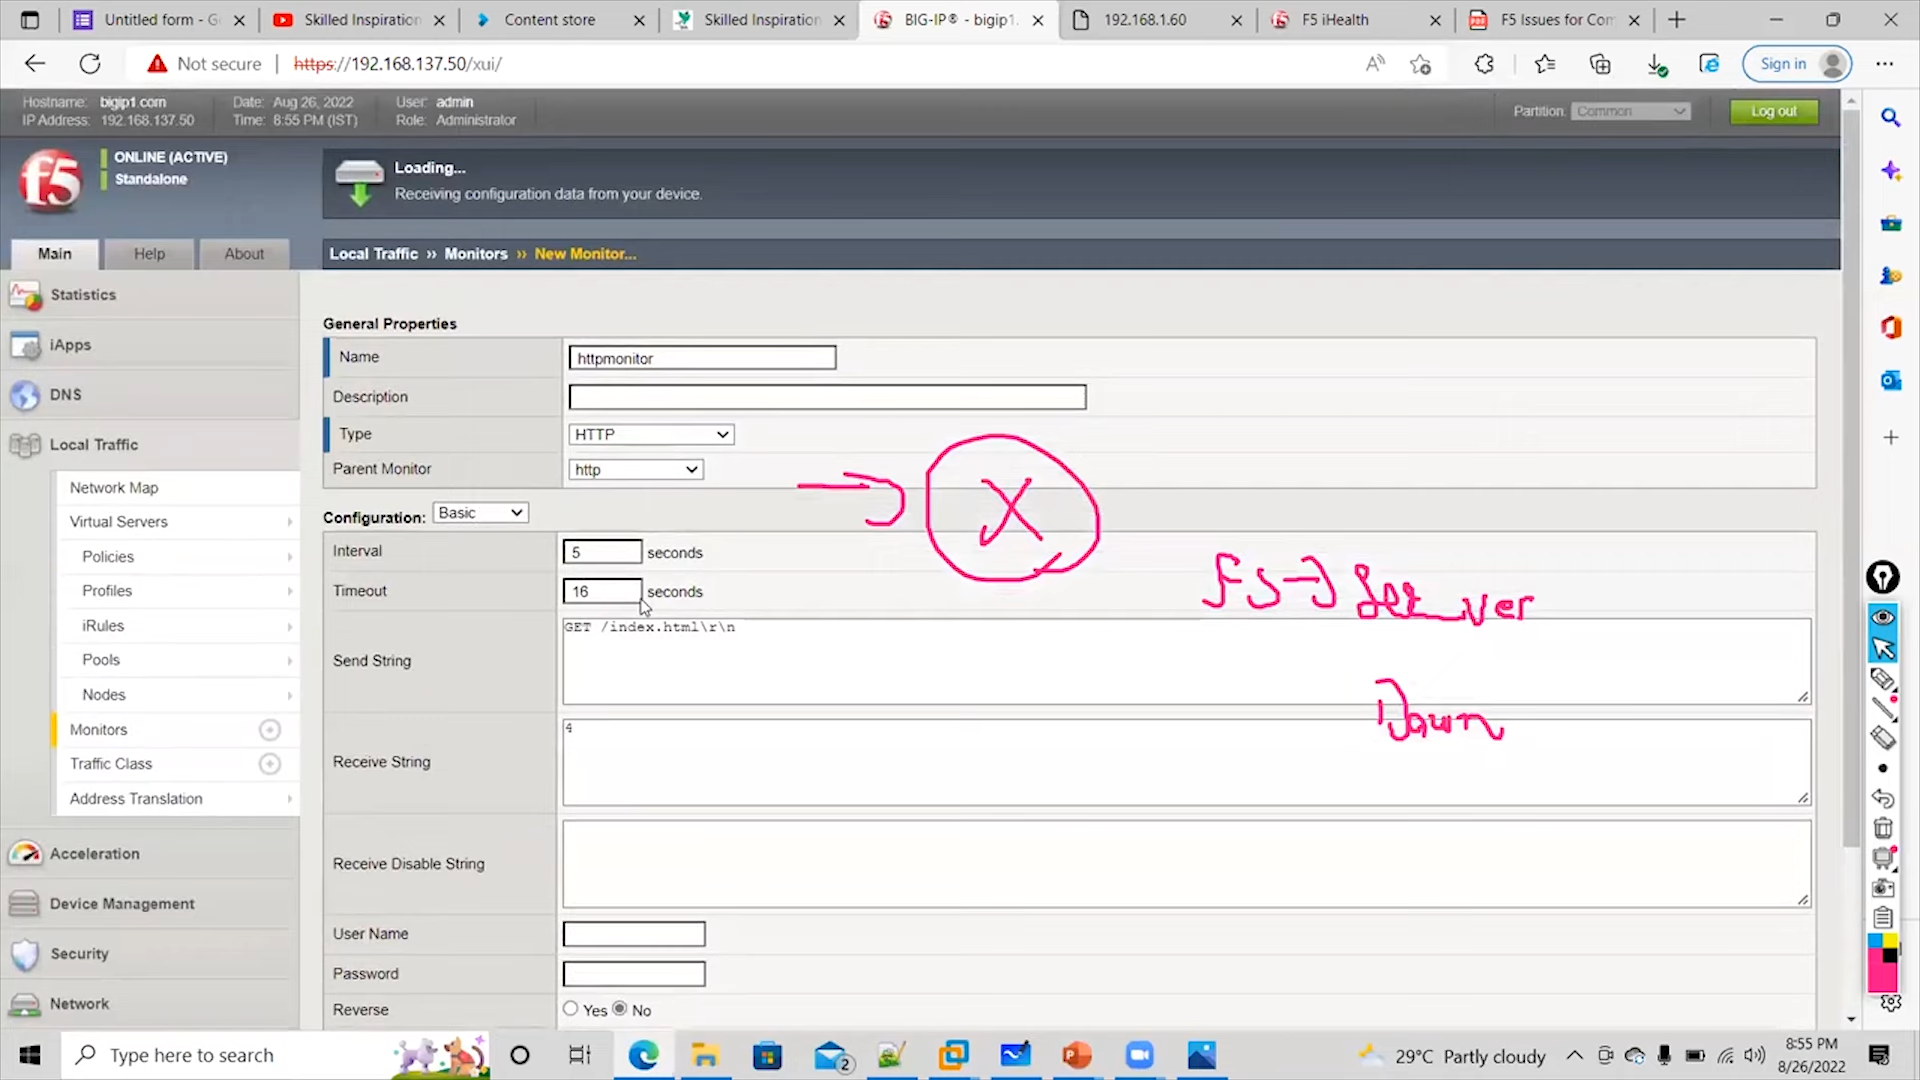 Untitled form - G
Skilled Inspiration
Content store
Skilled Inspiration
BIG-IP® - bigip1.
192.168.1.60
F5 iHealth
F5 Issues for Com
Not secure
https://192.168.137.50/xui/
Sign in
Hostname: bigip1.com
Date: Aug 26, 2022
User: admin
IP Address: 192.168.137.50
Time: 8:55 PM (IST)
Role: Administrator
Partition: Common
Log out
f5
ONLINE (ACTIVE)
Standalone
Loading...
Receiving configuration data from your device.
Main
Help
About
Local Traffic ›› Monitors ›› New Monitor...
Statistics
iApps
DNS
Local Traffic
Network Map
Virtual Servers
Policies
Profiles
iRules
Pools
Nodes
Monitors
Traffic Class
Address Translation
Acceleration
Device Management
Security
Network
General Properties
Name
httpmonitor
Description
Type
HTTP
Parent Monitor
http
X
Configuration: Basic
Interval
5 seconds
Timeout
16 seconds
Send String
GET /index.html\r\n
Receive String
4
Down
Receive Disable String
User Name
Password
Reverse
Yes No
Type here to search
2
29°C Partly cloudy
8:55 PM
8/26/2022